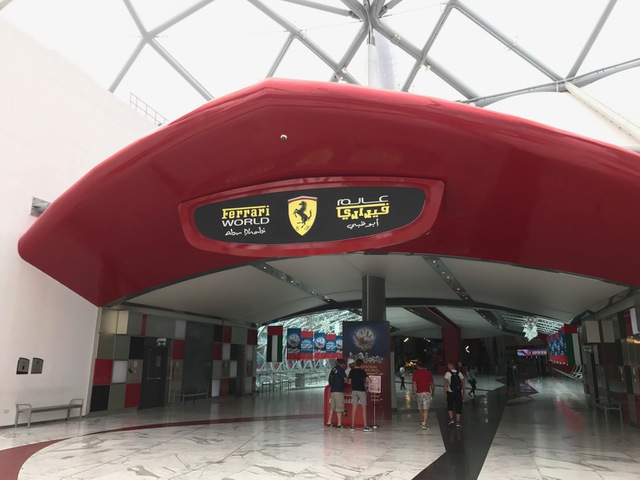 Ferrari
WORLD
Abu Dhabi
عالم
فيراري
أبوظبي